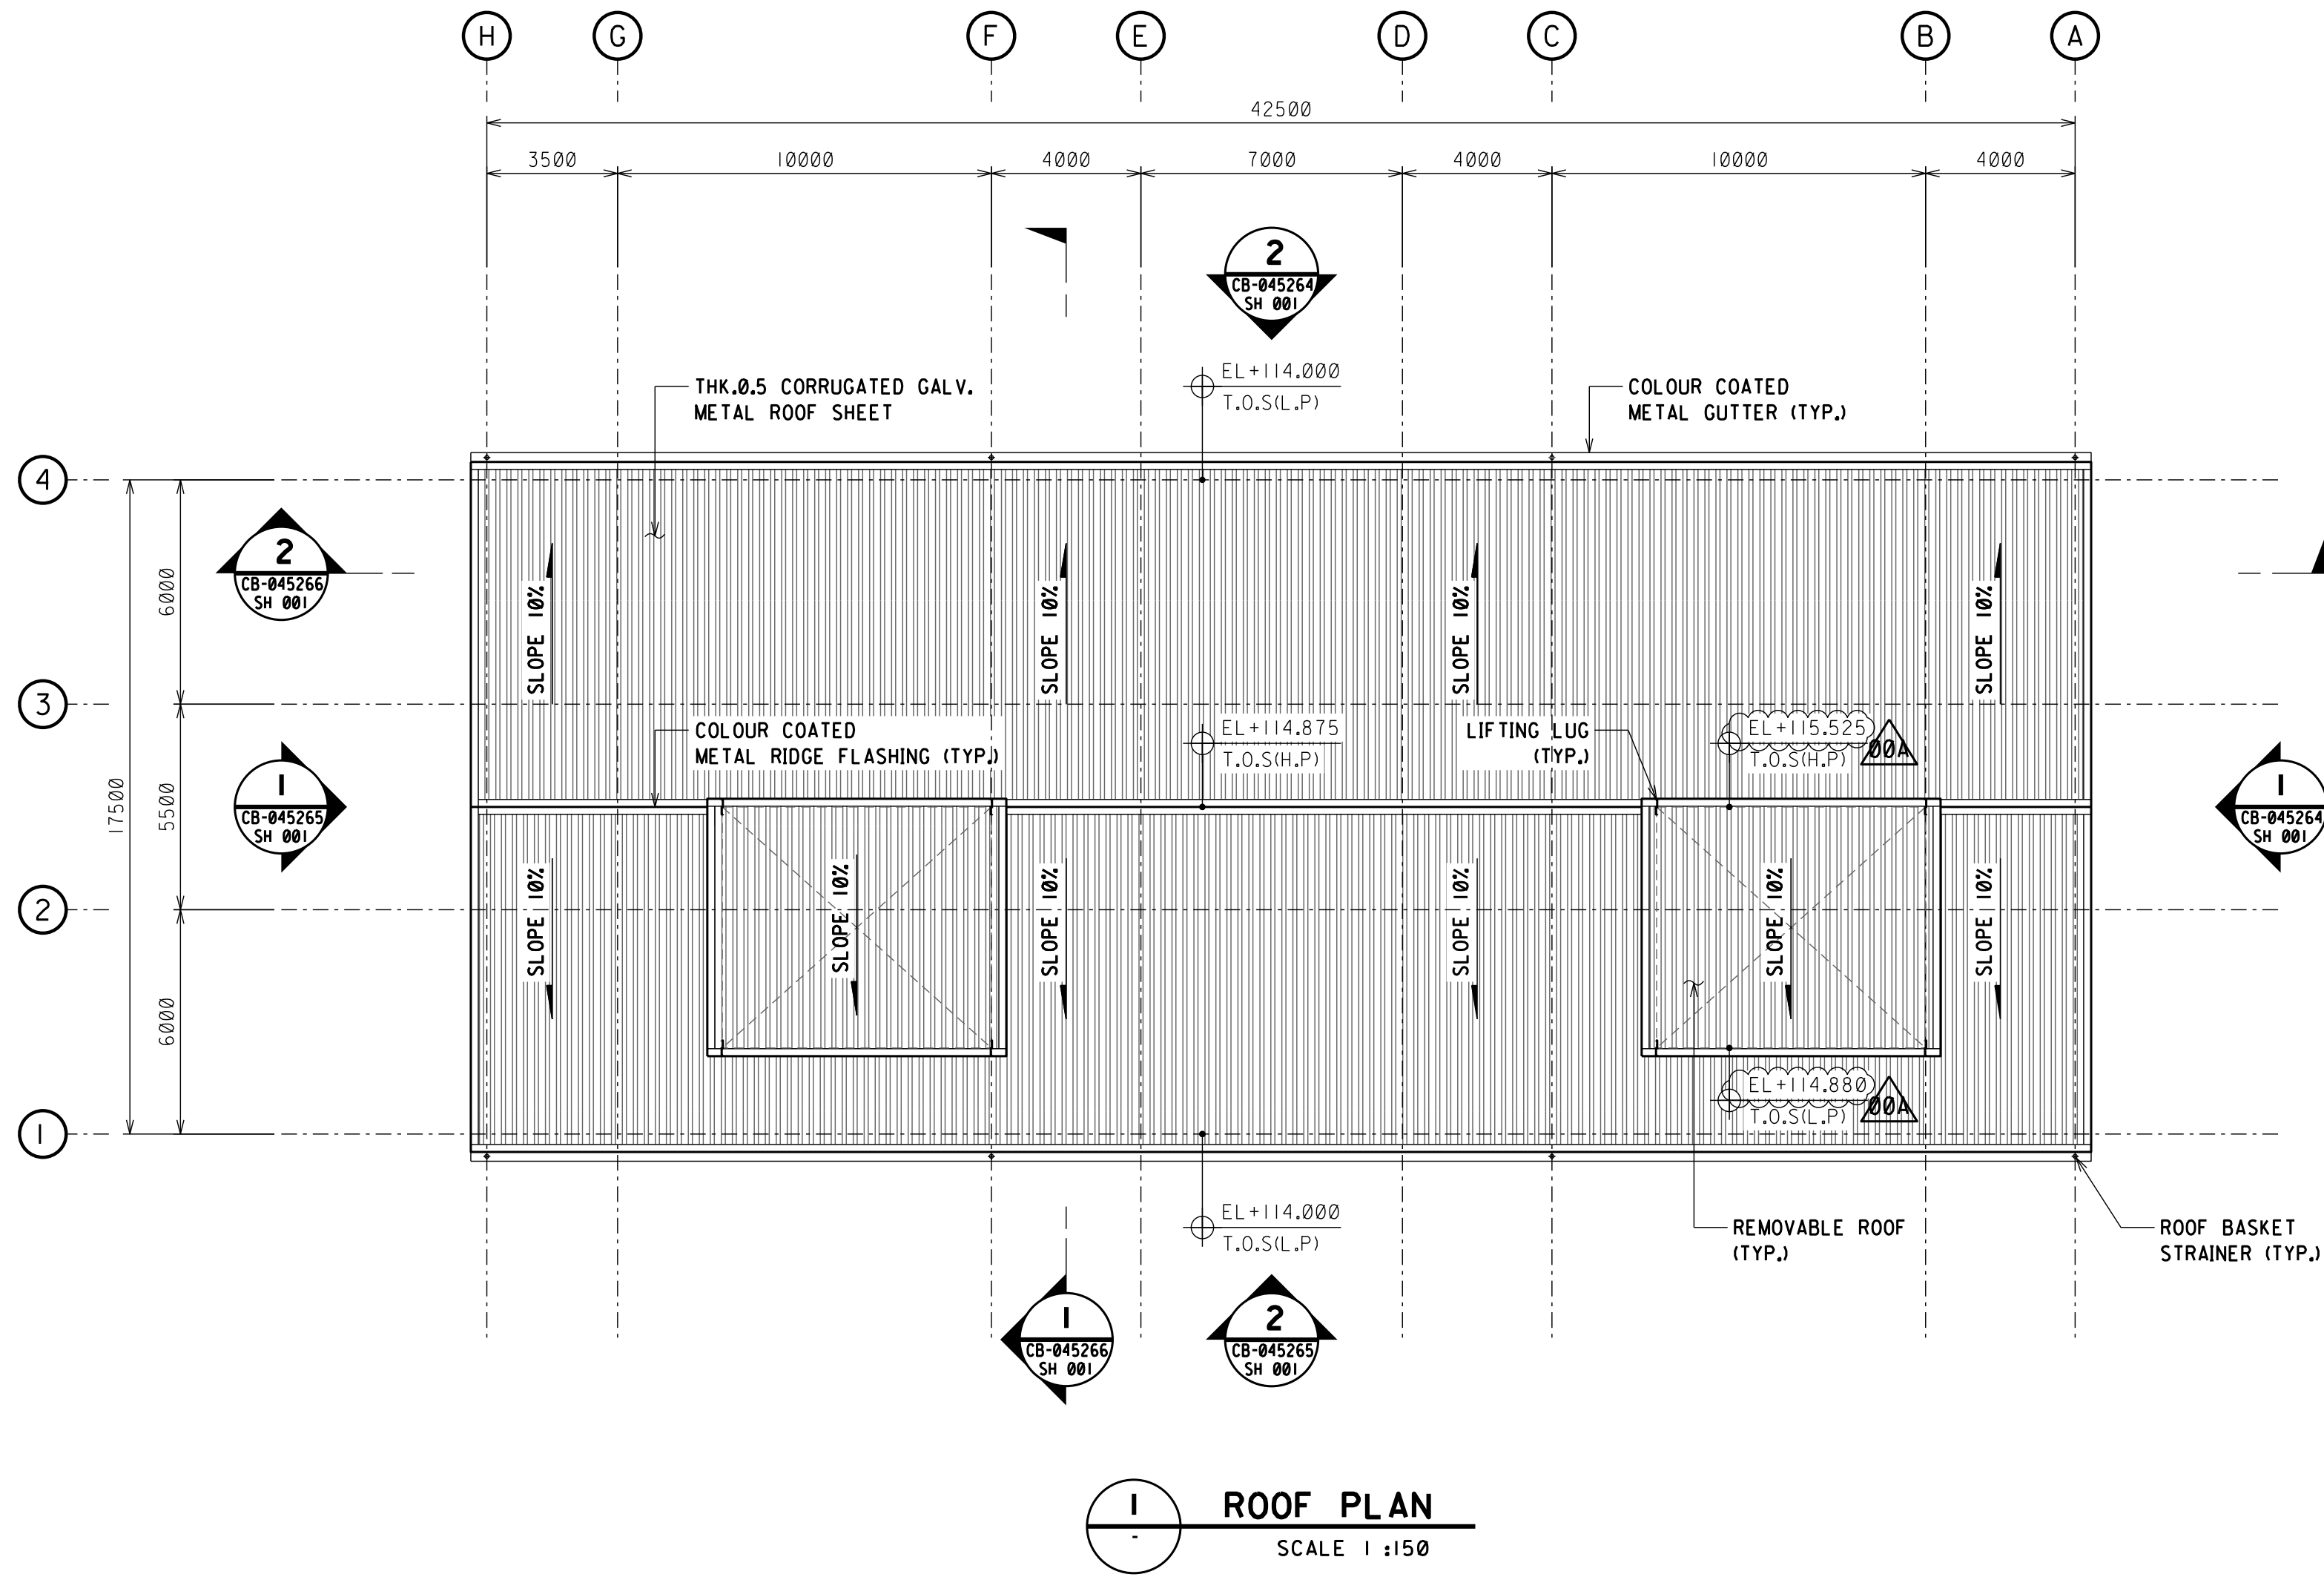 H G F E D C B A
42500
3500 10000 4000 7000 4000 10000 4000
2
CB-045264
SH 001
EL+114.000
T.O.S(L.P)
THK.0.5 CORRUGATED GALV.
METAL ROOF SHEET
COLOUR COATED
METAL GUTTER (TYP.)
4
2
CB-045266
SH 001
6000
SLOPE 10%
SLOPE 10%
SLOPE 10%
SLOPE 10%
3
COLOUR COATED
METAL RIDGE FLASHING (TYP.)
EL+114.875
T.O.S(H.P)
LIFTING LUG
(TYP.)
EL+115.525
T.O.S(H.P)
00A
17500
5500
1
CB-045265
SH 001
1
CB-045264
SH 001
SLOPE 10%
SLOPE 10%
SLOPE 10%
SLOPE 10%
SLOPE 10%
SLOPE 10%
2
6000
EL+114.880
T.O.S(L.P)
00A
1
EL+114.000
T.O.S(L.P)
REMOVABLE ROOF
(TYP.)
ROOF BASKET
STRAINER (TYP.)
1
CB-045266
SH 001
2
CB-045265
SH 001
1
-
ROOF PLAN
SCALE 1:150